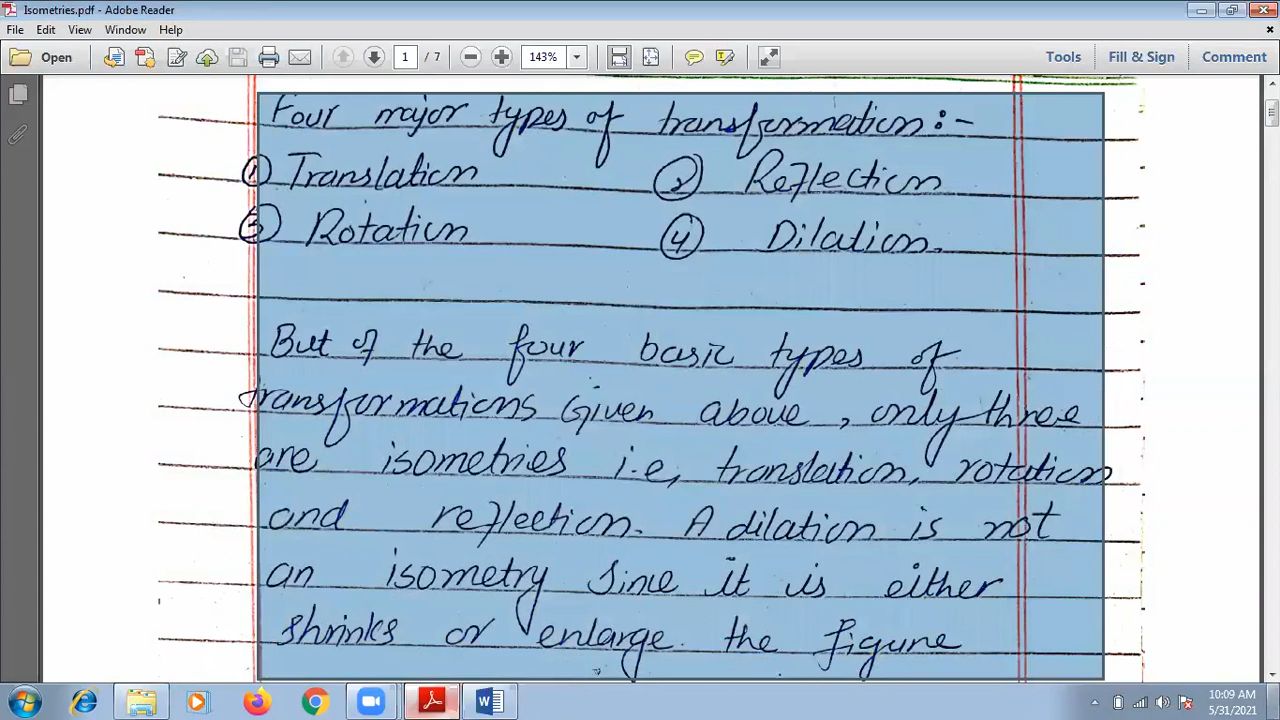 Isometries.pdf - Adobe Reader
File Edit View Window Help
Open 1 / 7 143% Tools Fill & Sign Comment
Four major types of transformation:-
① Translation ② Reflection
③ Rotation ④ Dilation.
But of the four basic types of
transformations Given above, only three
are isometries i.e, translation, rotation
and reflection. A dilation is not
an isometry Since it is either
shrinks or enlarge the figure
10:09 AM
5/31/2021